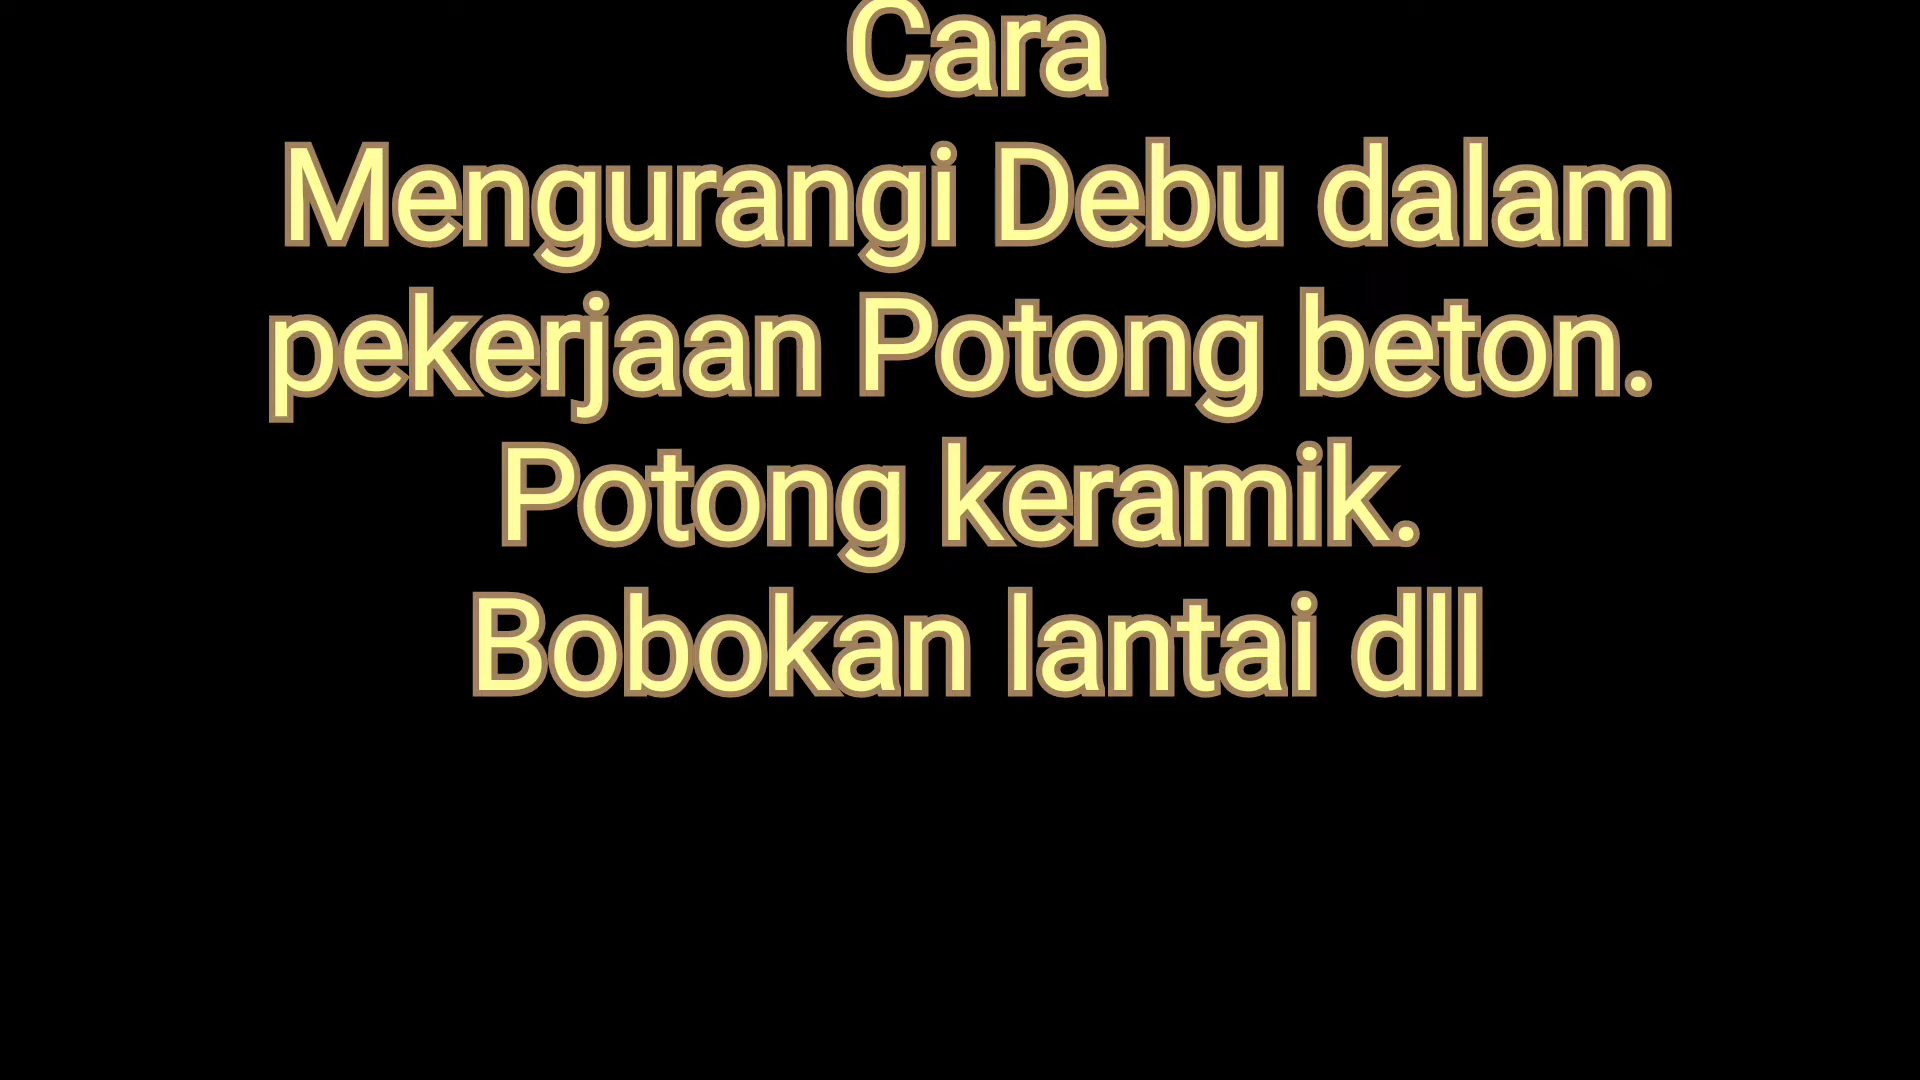 Cara
Mengurangi Debu dalam
pekerjaan Potong beton.
Potong keramik.
Bobokan lantai dll